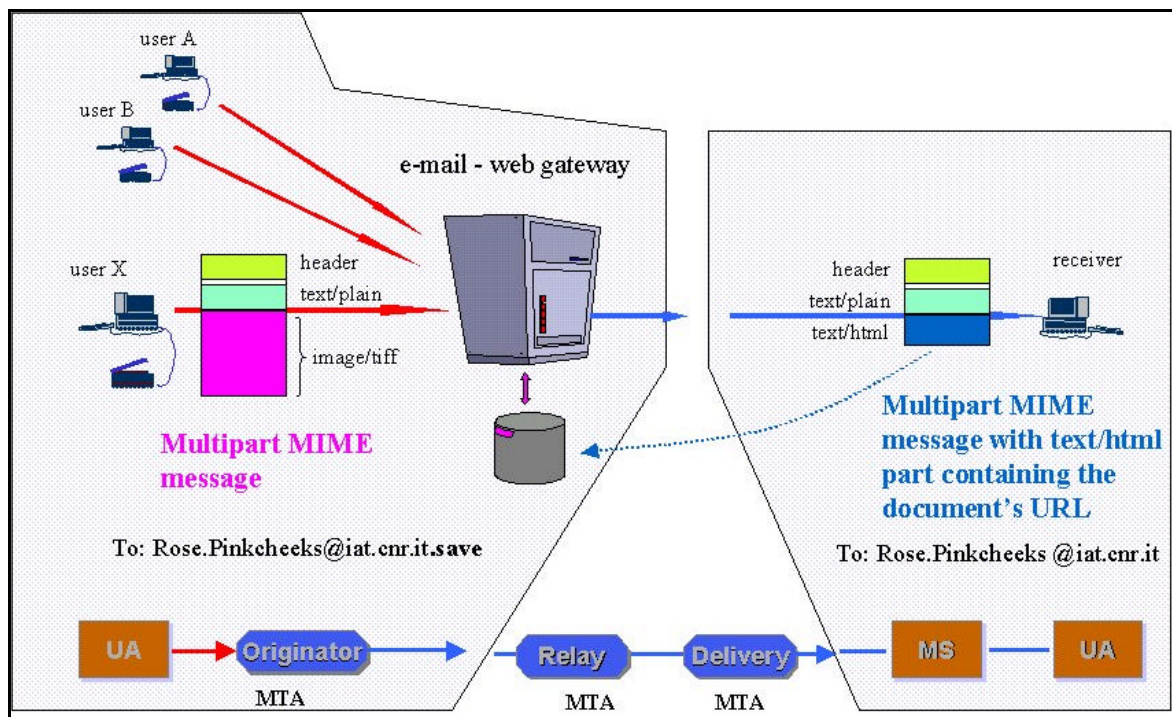 user A
user B
e-mail - web gateway
user X
header
text/plain
image/tiff
Multipart MIME
message
To: Rose.Pinkcheeks@iat.cnr.it.save
header
text/plain
text/html
receiver
Multipart MIME
message with text/html
part containing the
document's URL
To: Rose.Pinkcheeks @iat.cnr.it
UA
Originator
MTA
Relay
MTA
Delivery
MTA
MS
UA